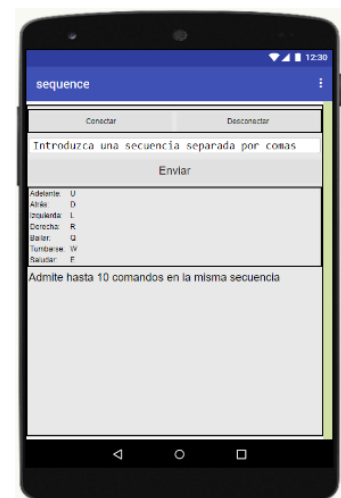 12:30
sequence
Conectar Desconectar
Introduzca una secuencia separada por comas
Enviar
Adelante: U
Atrás: D
Izquierda: L
Derecha: R
Bailar: Q
Tumbarse: W
Saludar: E
Admite hasta 10 comandos en la misma secuencia